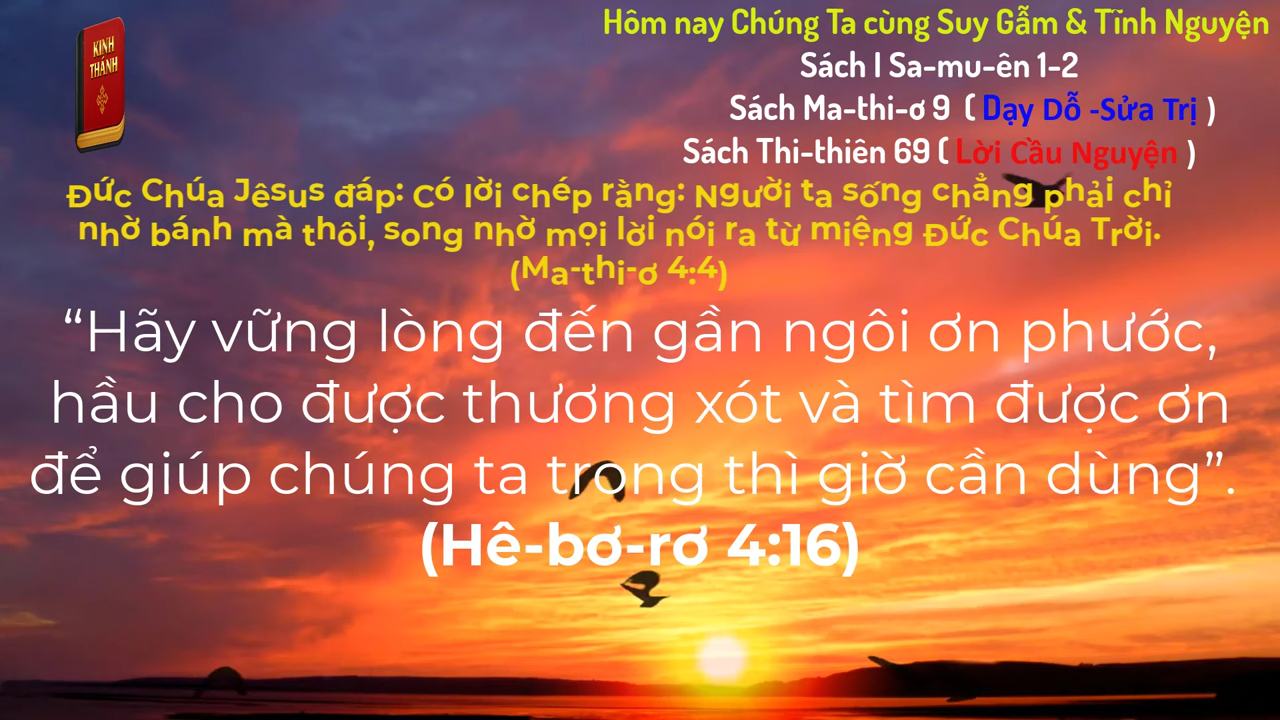 KINH
THÁNH
Hôm nay Chúng Ta cùng Suy Gẫm & Tĩnh Nguyện
Sách I Sa-mu-ên 1-2
Sách Ma-thi-ơ 9 ( Dạy Dỗ -Sửa Trị )
Sách Thi-thiên 69 ( Lời Cầu Nguyện )
Đức Chúa Jêsus đáp: Có lời chép rằng: Người ta sống chẳng phải chỉ
nhờ bánh mà thôi, song nhờ mọi lời nói ra từ miệng Đức Chúa Trời.
(Ma-thi-ơ 4:4)
“Hãy vững lòng đến gần ngôi ơn phước,
hầu cho được thương xót và tìm được ơn
để giúp chúng ta trong thì giờ cần dùng”.
(Hê-bơ-rơ 4:16)